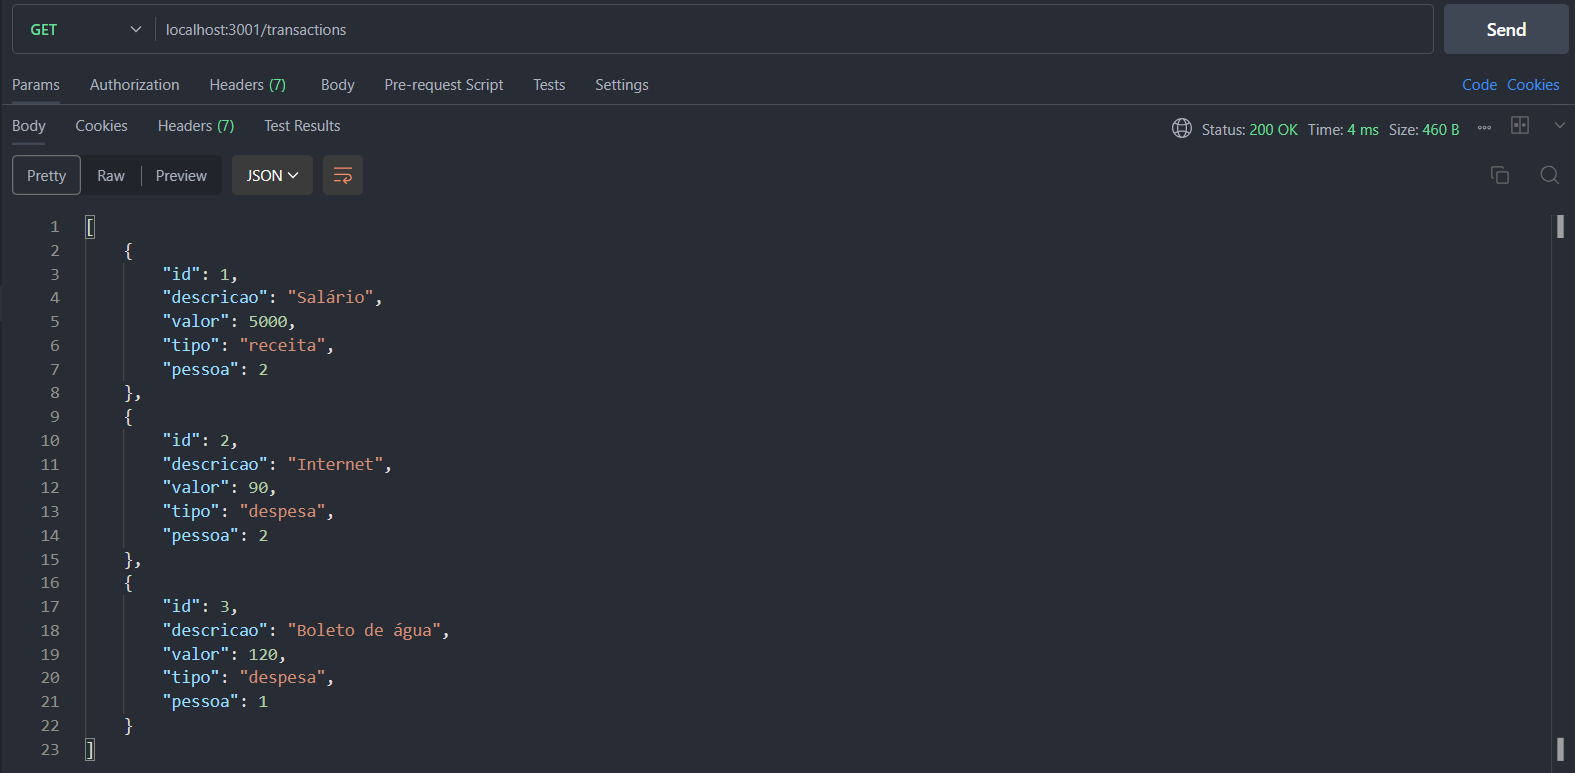 GET localhost:3001/transactions Send
Params Authorization Headers (7) Body Pre-request Script Tests Settings Code Cookies
Body Cookies Headers (7) Test Results Status: 200 OK Time: 4 ms Size: 460 B
Pretty Raw Preview JSON
1 [
2 {
3 "id": 1,
4 "descricao": "Salário",
5 "valor": 5000,
6 "tipo": "receita",
7 "pessoa": 2
8 },
9 {
10 "id": 2,
11 "descricao": "Internet",
12 "valor": 90,
13 "tipo": "despesa",
14 "pessoa": 2
15 },
16 {
17 "id": 3,
18 "descricao": "Boleto de água",
19 "valor": 120,
20 "tipo": "despesa",
21 "pessoa": 1
22 }
23 ]